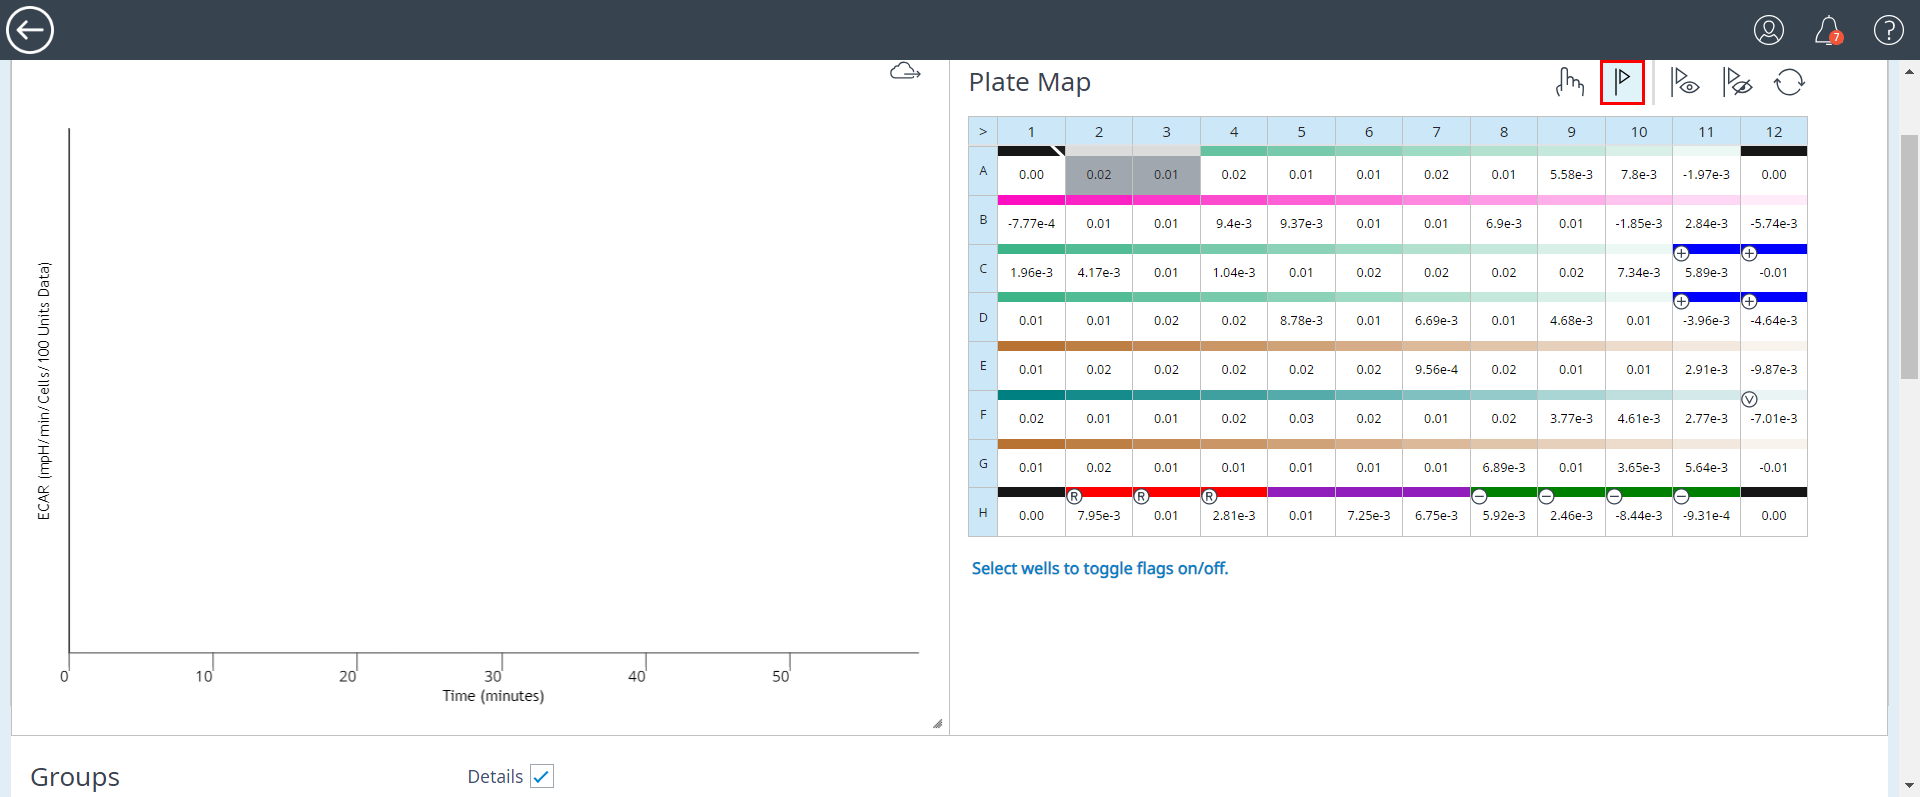 7
?
Plate Map
> 1 2 3 4 5 6 7 8 9 10 11 12
A 0.00 0.02 0.01 0.02 0.01 0.01 0.02 0.01 5.58e-3 7.8e-3 -1.97e-3 0.00
B -7.77e-4 0.01 0.01 9.4e-3 9.37e-3 0.01 0.01 6.9e-3 0.01 -1.85e-3 2.84e-3 -5.74e-3
+ +
C 1.96e-3 4.17e-3 0.01 1.04e-3 0.01 0.02 0.02 0.02 0.02 7.34e-3 5.89e-3 -0.01
+ +
D 0.01 0.01 0.02 0.02 8.78e-3 0.01 6.69e-3 0.01 4.68e-3 0.01 -3.96e-3 -4.64e-3
E 0.01 0.02 0.02 0.02 0.02 0.02 9.56e-4 0.02 0.01 0.01 2.91e-3 -9.87e-3
V
F 0.02 0.01 0.01 0.02 0.03 0.02 0.01 0.02 3.77e-3 4.61e-3 2.77e-3 -7.01e-3
G 0.01 0.02 0.01 0.01 0.01 0.01 0.01 6.89e-3 0.01 3.65e-3 5.64e-3 -0.01
R R R − − − −
H 0.00 7.95e-3 0.01 2.81e-3 0.01 7.25e-3 6.75e-3 5.92e-3 2.46e-3 -8.44e-3 -9.31e-4 0.00
Select wells to toggle flags on/off.
ECAR (mpH/min/Cells/100 Units Data)
0 10 20 30 40 50
Time (minutes)
Groups
Details